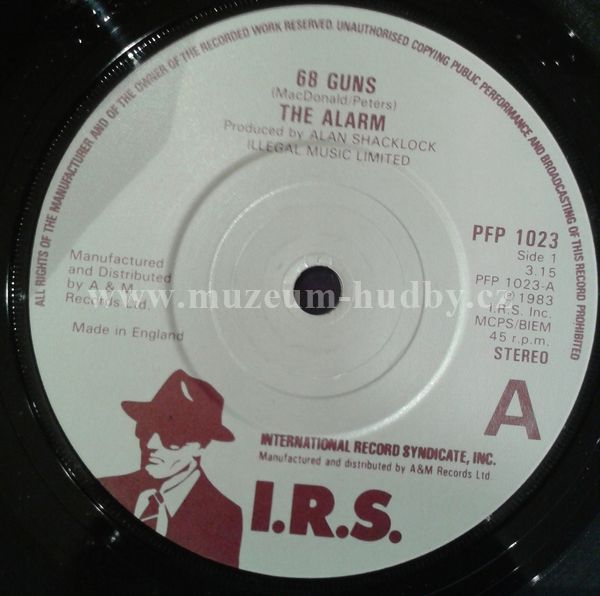 ALL RIGHTS OF THE MANUFACTURER AND OF THE OWNER OF THE RECORDED WORK RESERVED. UNAUTHORISED COPYING PUBLIC PERFORMANCE AND BROADCASTING OF THIS RECORD PROHIBITED
68 GUNS
(MacDonald/Peters)
THE ALARM
Produced by ALAN SHACKLOCK
ILLEGAL MUSIC LIMITED
Manufactured
and Distributed
by A & M
Records Ltd.
Made in England
PFP 1023
Side 1
3.15
PFP 1023-A
℗ 1983
I.R.S. Inc.
MCPS/BIEM
45 r.p.m.
STEREO
A
www.muzeum-hudby.cz
INTERNATIONAL RECORD SYNDICATE, INC.
Manufactured and distributed by A&M Records Ltd
I.R.S.